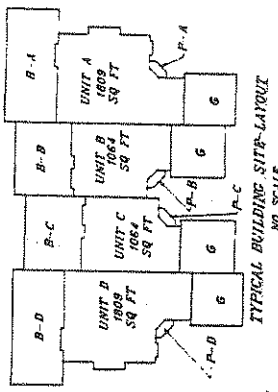 B-D
B-C
B-B
B-A
UNIT D
1809
SQ FT
UNIT C
1064
SQ FT
UNIT B
1064
SQ FT
UNIT A
1809
SQ FT
P-D
P-C
P-B
P-A
G
G
G
G
TYPICAL BUILDING SITE-LAYOUT
NO SCALE